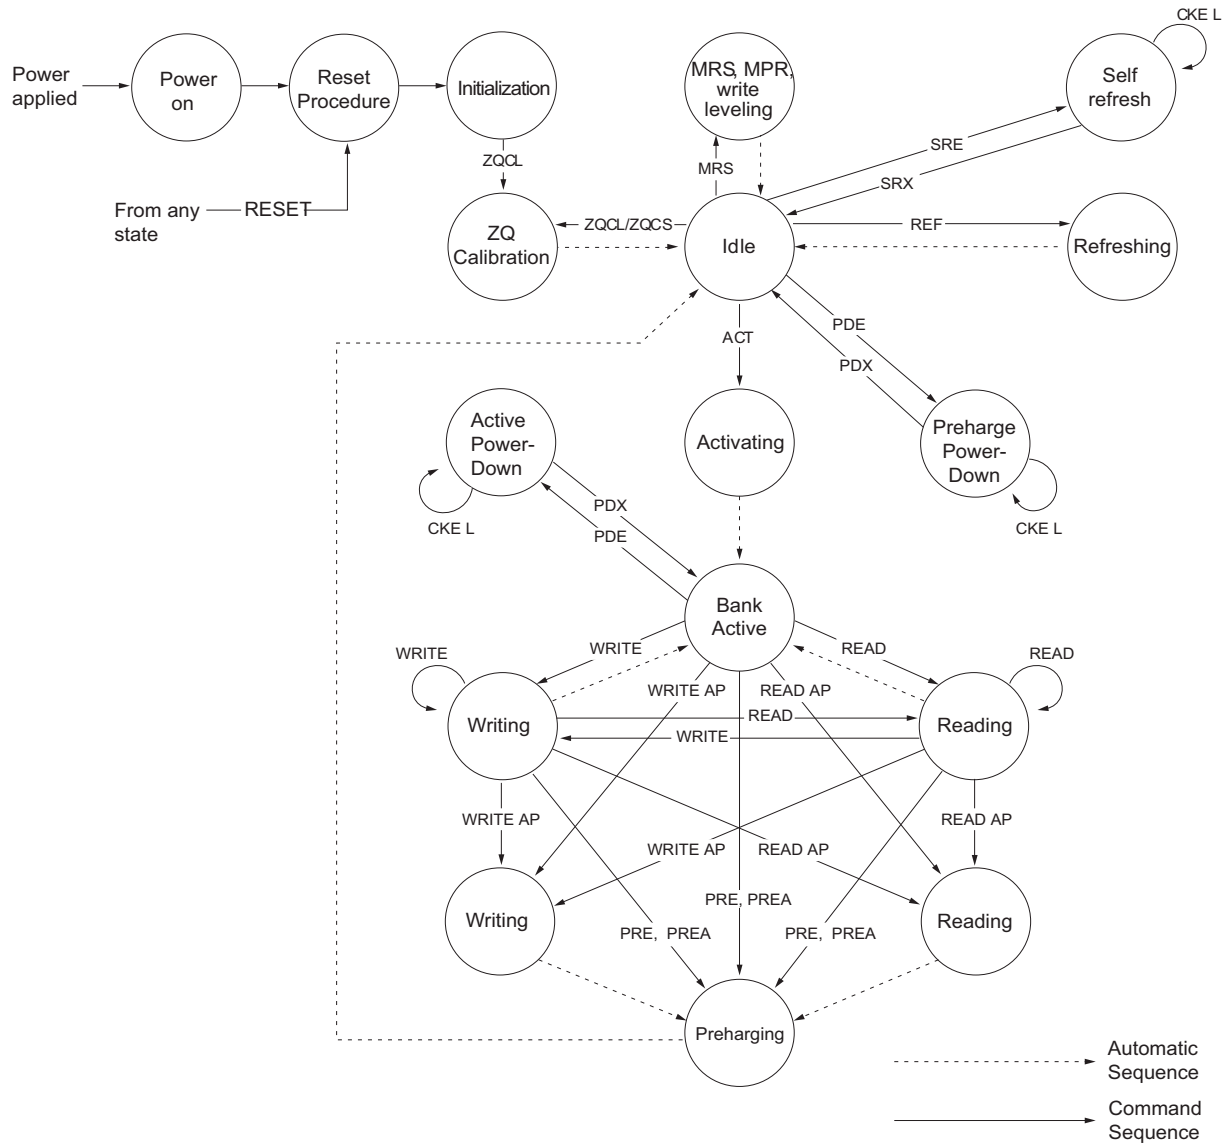 CKE L
Power
applied
Power
on
Reset
Procedure
Initialization
MRS, MPR,
write
leveling
Self
refresh
ZQCL
MRS
SRE
SRX
From any
state
RESET
ZQ
Calibration
ZQCL/ZQCS
Idle
REF
Refreshing
ACT
PDE
PDX
Active
Power-
Down
Activating
Preharge
Power-
Down
CKE L
PDX
PDE
CKE L
Bank
Active
WRITE
WRITE
READ
READ
WRITE AP
READ AP
Writing
READ
WRITE
Reading
WRITE AP
READ AP
WRITE AP
READ AP
PRE, PREA
Writing
Reading
PRE, PREA
PRE, PREA
Preharging
Automatic
Sequence
Command
Sequence